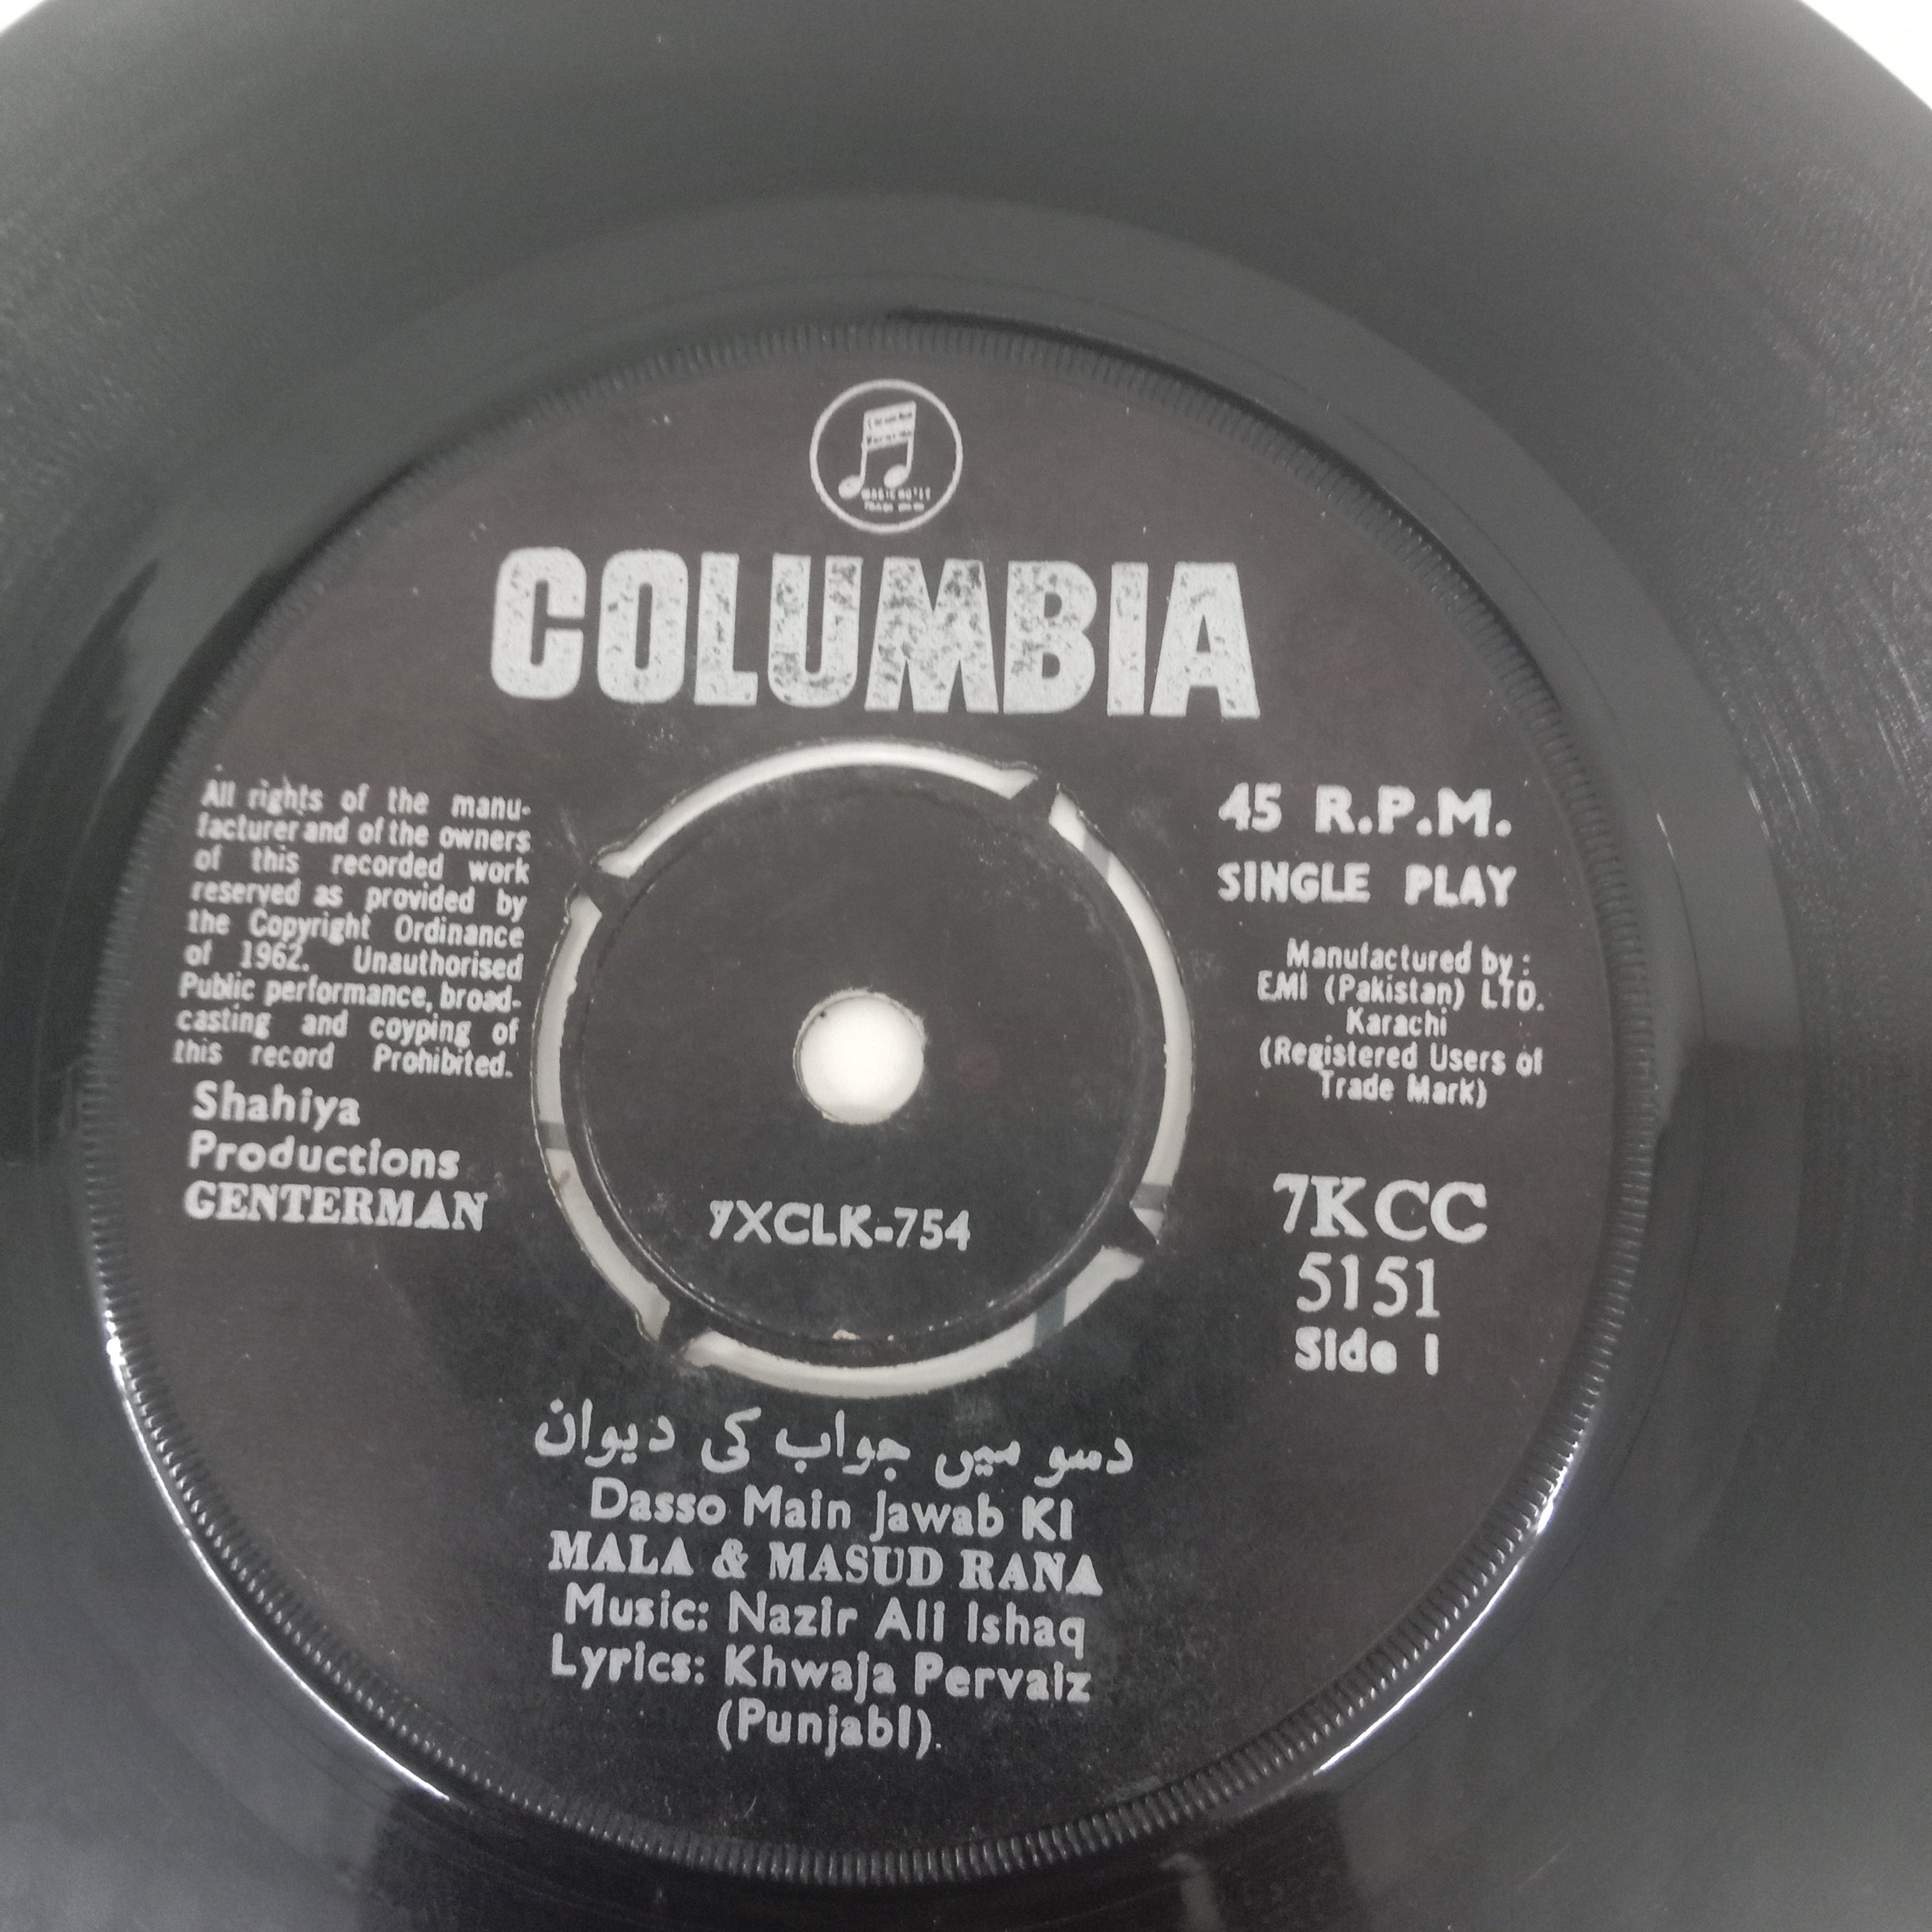 COLUMBIA
All rights of the manu-
facturer and of the owners
of this recorded work
reserved as provided by
the Copyright Ordinance
of 1962. Unauthorised
Public performance, broad-
casting and coyping of
this record Prohibited.
Shahiya
Productions
GENTERMAN
45 R.P.M.
SINGLE PLAY
Manufactured by:
EMI (Pakistan) LTD.
Karachi
(Registered Users of
Trade Mark)
7KCC
5151
Side 1
7XCLK-754
دسو میں جواب کی دیوان
Dasso Main Jawab Ki
MALA & MASUD RANA
Music: Nazir Ali Ishaq
Lyrics: Khwaja Pervaiz
(Punjabi).